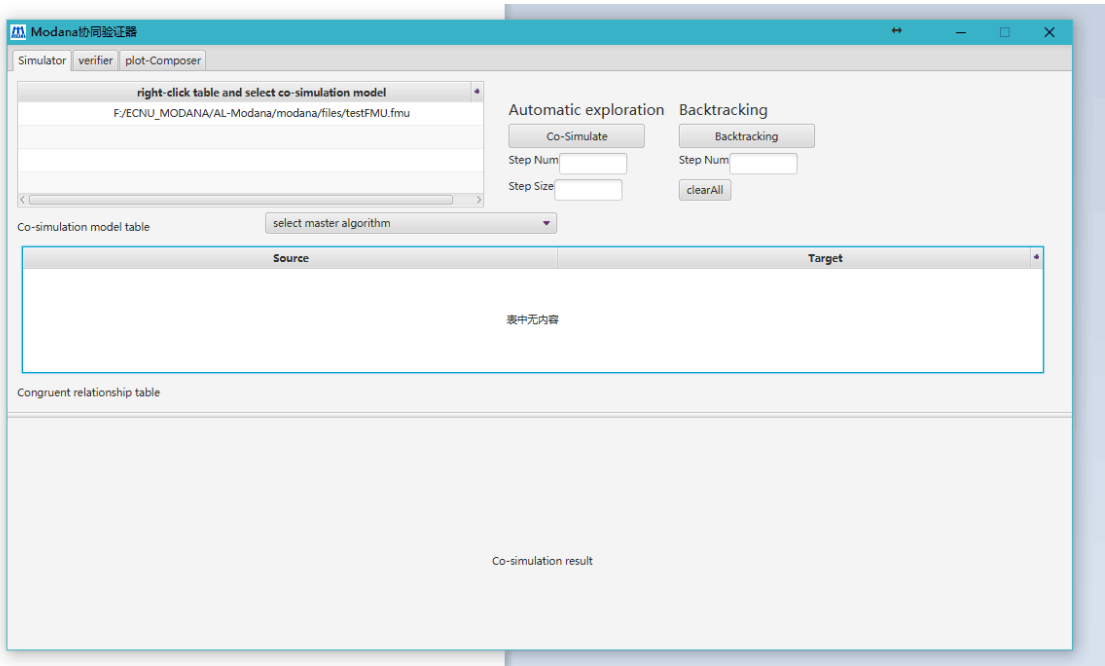 Modana协同验证器
Simulator verifier plot-Composer
right-click table and select co-simulation model
F:/ECNU_MODANA/AL-Modana/modana/files/testFMU.fmu
Automatic exploration Backtracking
Co-Simulate Backtracking
Step Num Step Num
Step Size clearAll
Co-simulation model table select master algorithm
Source Target
表中无内容
Congruent relationship table
Co-simulation result